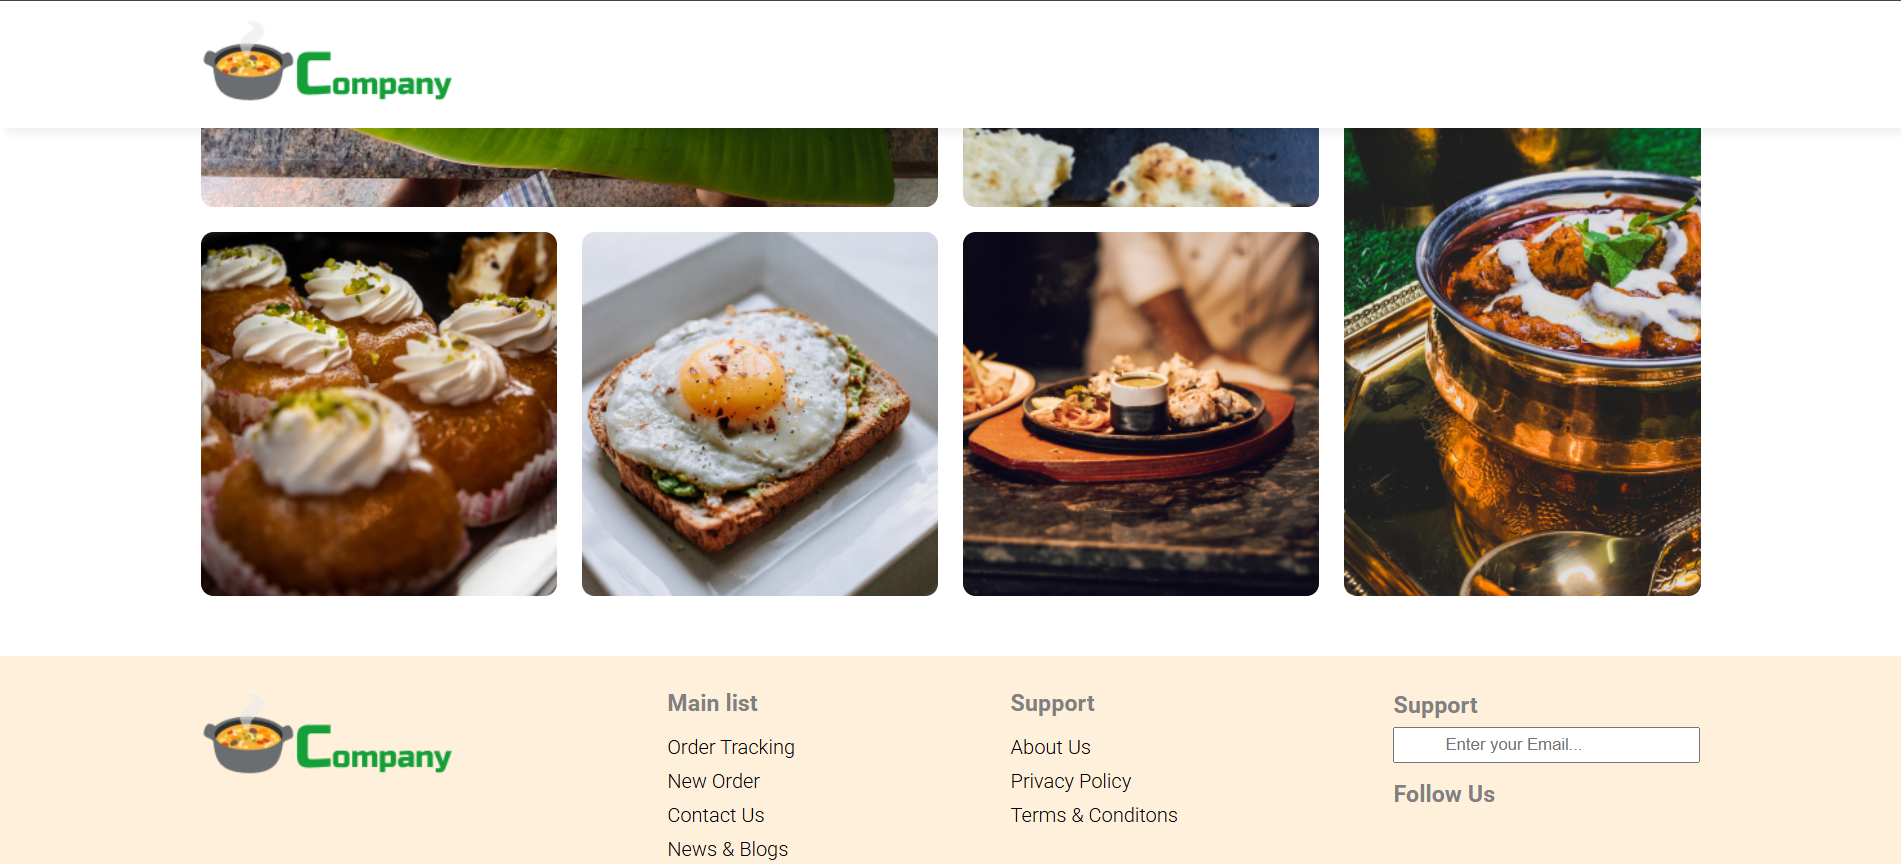 Company
Company
Main list
Order Tracking
New Order
Contact Us
News & Blogs
Support
About Us
Privacy Policy
Terms & Conditons
Support
Enter your Email...
Follow Us